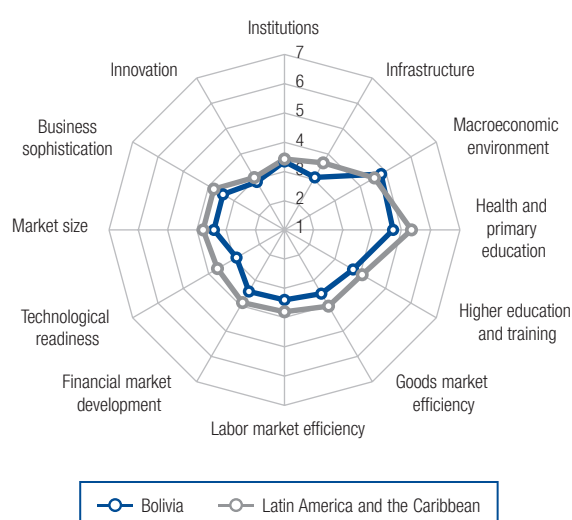 Institutions
Innovation
Infrastructure
Business
sophistication
Macroeconomic
environment
Market size
Health and
primary
education
Technological
readiness
Higher education
and training
Financial market
development
Goods market
efficiency
Labor market efficiency
7
6
5
4
3
2
1
Bolivia
Latin America and the Caribbean